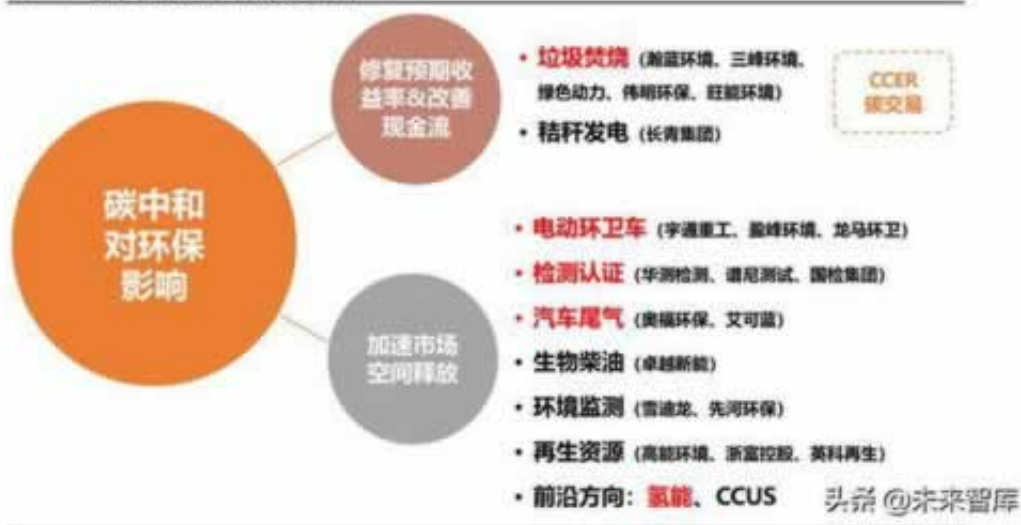 碳中和
对环保
影响
修复预期收
益率&改善
现金流
• 垃圾焚烧（瀚蓝环境、三峰环境、
绿色动力、伟明环保、旺能环境）
• 秸秆发电（长青集团）
CCER
碳交易
加速市场
空间释放
• 电动环卫车（宇通重工、盈峰环境、龙马环卫）
• 检测认证（华测检测、谱尼测试、国检集团）
• 汽车尾气（奥福环保、艾可蓝）
• 生物柴油（卓越新能）
• 环境监测（雪迪龙、先河环保）
• 再生资源（高能环境、浙富控股、英科再生）
• 前沿方向：氢能、CCUS
头条 @未来智库